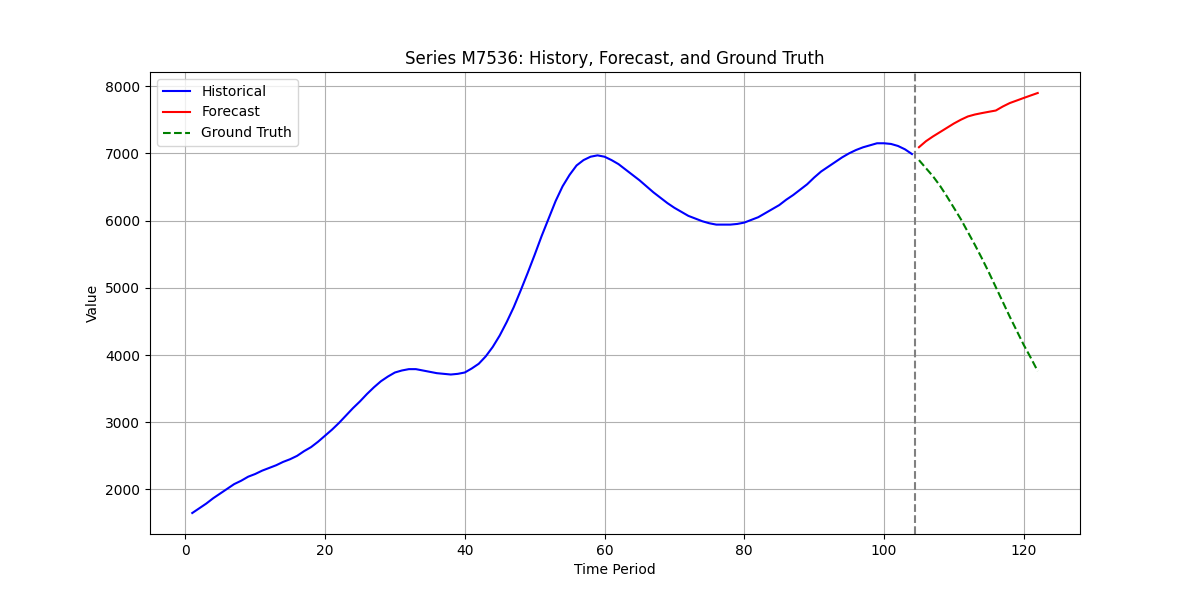 Series M7536: History, Forecast, and Ground Truth
Historical
Forecast
Ground Truth
8000
7000
6000
5000
4000
3000
2000
Value
0 20 40 60 80 100 120
Time Period